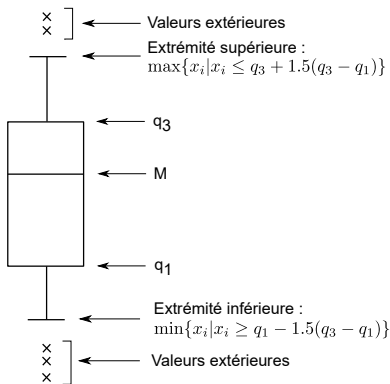 Valeurs extérieures
Extrémité supérieure :
max{x_i|x_i ≤ q_3 + 1.5(q_3 − q_1)}
q_3
M
q_1
Extrémité inférieure :
min{x_i|x_i ≥ q_1 − 1.5(q_3 − q_1)}
Valeurs extérieures